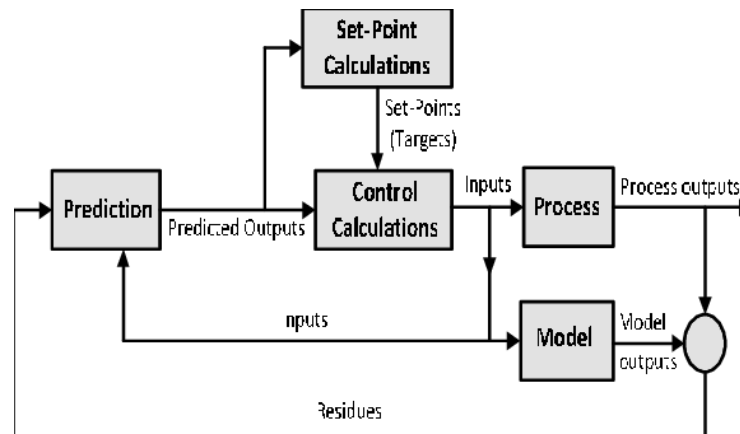 Set-Point
Calculations
Set-Points
(Targets)
Prediction
Predicted Outputs
Control
Calculations
Inputs
Process
Process outputs
nputs
Model
Model
outputs
Residues